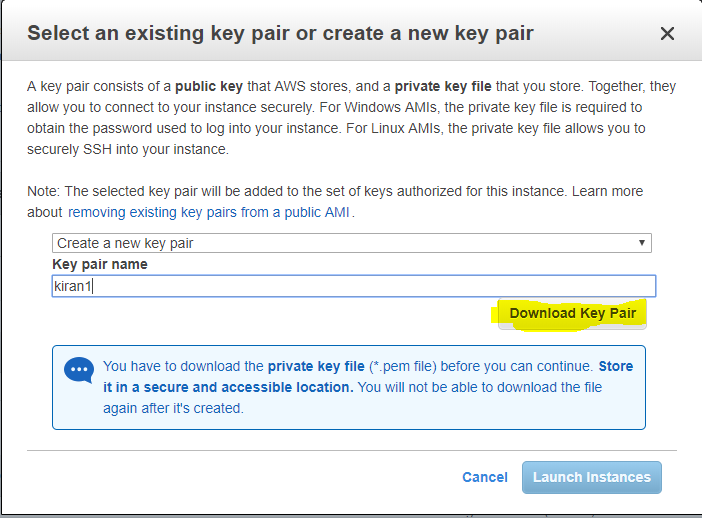 Select an existing key pair or create a new key pair
A key pair consists of a public key that AWS stores, and a private key file that you store. Together, they
allow you to connect to your instance securely. For Windows AMIs, the private key file is required to
obtain the password used to log into your instance. For Linux AMIs, the private key file allows you to
securely SSH into your instance.
Note: The selected key pair will be added to the set of keys authorized for this instance. Learn more
about removing existing key pairs from a public AMI.
Create a new key pair
Key pair name
kiran1
Download Key Pair
You have to download the private key file (*.pem file) before you can continue. Store
it in a secure and accessible location. You will not be able to download the file
again after it's created.
Cancel Launch Instances